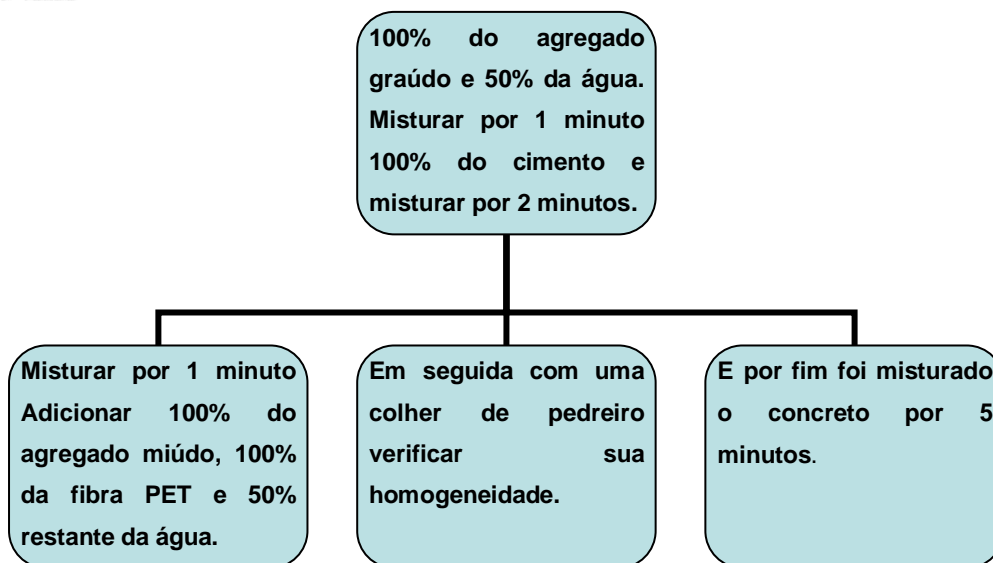 100% do agregado
graúdo e 50% da água.
Misturar por 1 minuto
100% do cimento e
misturar por 2 minutos.
Misturar por 1 minuto
Adicionar 100% do
agregado miúdo, 100%
da fibra PET e 50%
restante da água.
Em seguida com uma
colher de pedreiro
verificar sua
homogeneidade.
E por fim foi misturado
o concreto por 5
minutos.